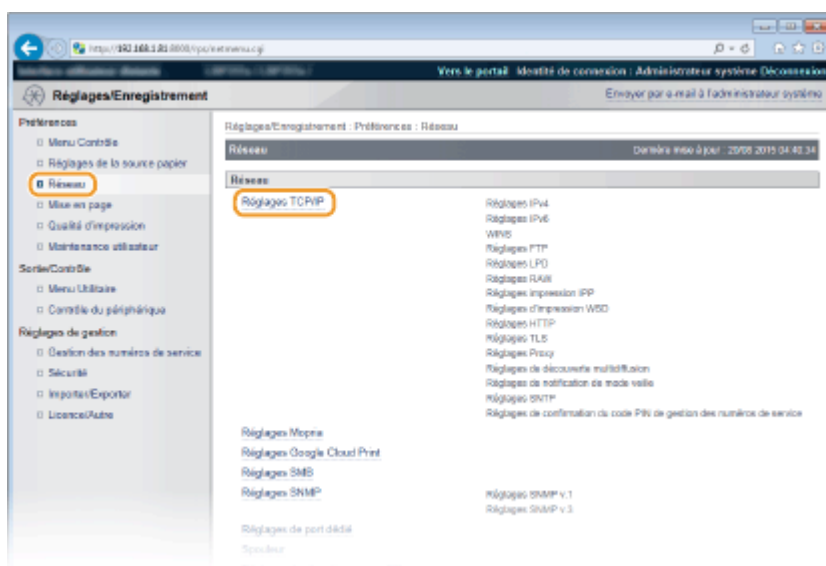 Vers le portail Identité de connexion : Administrateur système Déconnexion
Réglages/Enregistrement
Envoyer par e-mail à l'administrateur système
Préférences
Menu Contrôle
Réglages de la source papier
Réseau
Mise en page
Qualité d'impression
Maintenance utilisateur
Sortie/Contrôle
Menu Utilitaire
Contrôle du périphérique
Réglages de gestion
Gestion des numéros de service
Sécurité
Importer/Exporter
Licence/Autre
Réglages/Enregistrement : Préférences : Réseau
Réseau
Dernière mise à jour : 20/08 2015 04:40:34
Réseau
Réglages TCP/IP
Réglages IPv4
Réglages IPv6
WINS
Réglages FTP
Réglages LPD
Réglages RAW
Réglages impression IPP
Réglages d'impression WSD
Réglages HTTP
Réglages TLS
Réglages Proxy
Réglages de découverte multidiffusion
Réglages de notification de mode veille
Réglages SNTP
Réglages de confirmation du code PIN de gestion des numéros de service
Réglages Mopria
Réglages Google Cloud Print
Réglages SMB
Réglages SNMP
Réglages SNMP v.1
Réglages SNMP v.3
Réglages de port dédié
Spouleur